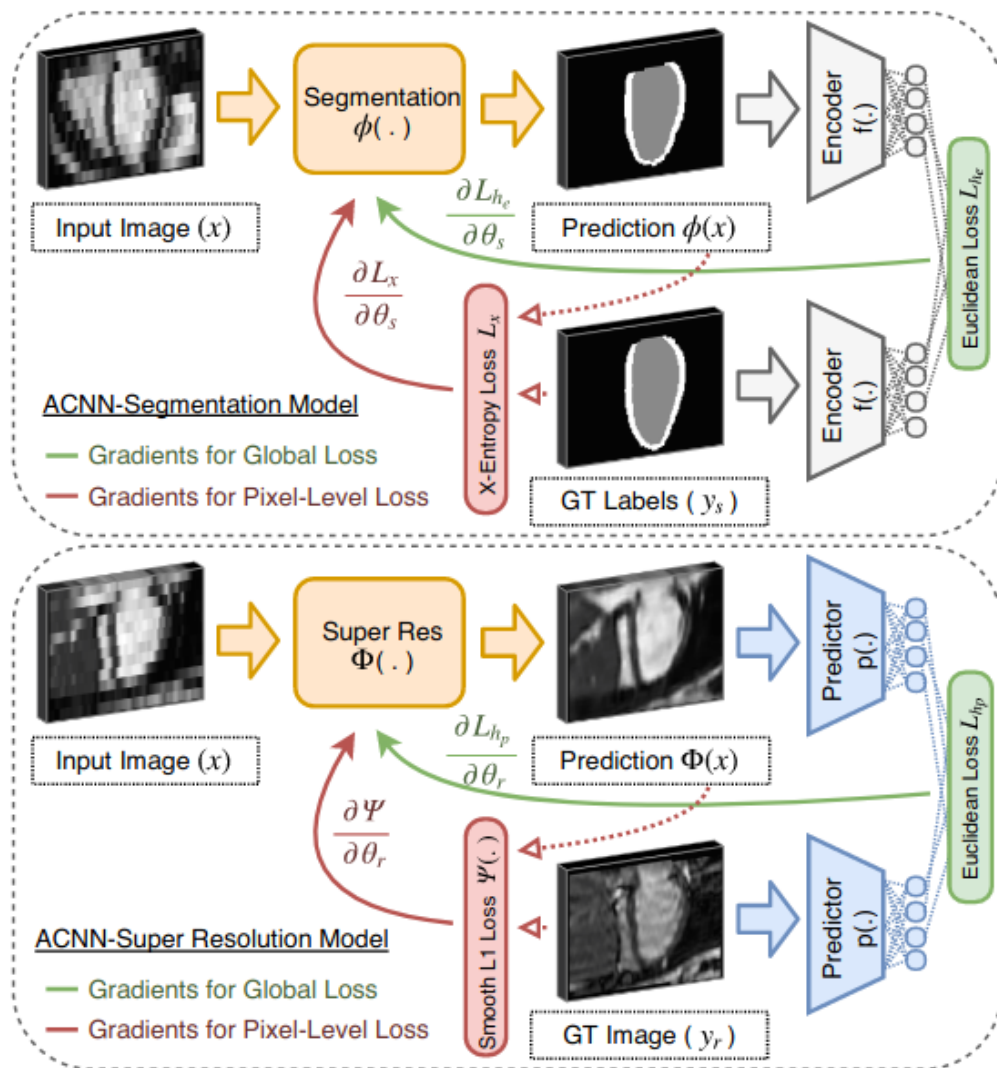 Segmentation
ϕ(.)
Encoder
f(.)
Input Image (x)
∂L_{h_e}
∂θ_s
Prediction ϕ(x)
Euclidean Loss L_{h_e}
∂L_x
∂θ_s
X-Entropy Loss L_x
Encoder
f(.)
ACNN-Segmentation Model
Gradients for Global Loss
Gradients for Pixel-Level Loss
GT Labels ( y_s )
Super Res
Φ(.)
Predictor
p(.)
Input Image (x)
∂L_{h_p}
∂θ_r
Prediction Φ(x)
Euclidean Loss L_{h_p}
∂Ψ
∂θ_r
Smooth L1 Loss Ψ(.)
Predictor
p(.)
ACNN-Super Resolution Model
Gradients for Global Loss
Gradients for Pixel-Level Loss
GT Image ( y_r )